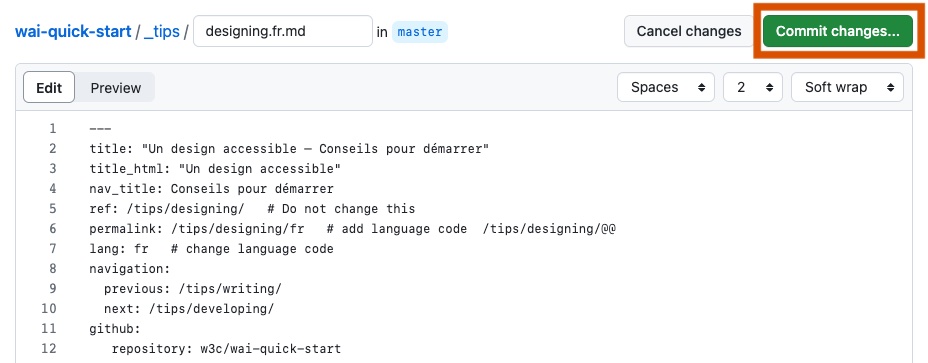 wai-quick-start / _tips / designing.fr.md in master Cancel changes Commit changes...
Edit Preview Spaces 2 Soft wrap
1 ---
2 title: "Un design accessible – Conseils pour démarrer"
3 title_html: "Un design accessible"
4 nav_title: Conseils pour démarrer
5 ref: /tips/designing/   # Do not change this
6 permalink: /tips/designing/fr   # add language code  /tips/designing/@@
7 lang: fr   # change language code
8 navigation:
9   previous: /tips/writing/
10   next: /tips/developing/
11 github:
12    repository: w3c/wai-quick-start